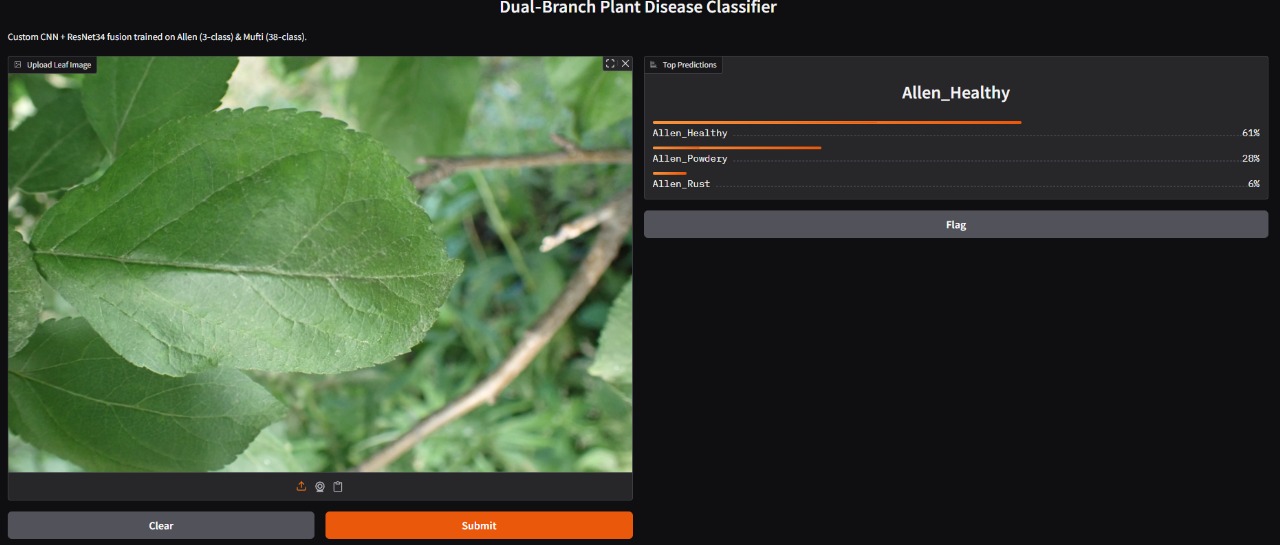 Dual-Branch Plant Disease Classifier
Custom CNN + ResNet34 fusion trained on Allen (3-class) & Mufti (38-class).
Upload Leaf Image
Clear
Submit
Top Predictions
Allen_Healthy
Allen_Healthy 61%
Allen_Powdery 28%
Allen_Rust 6%
Flag